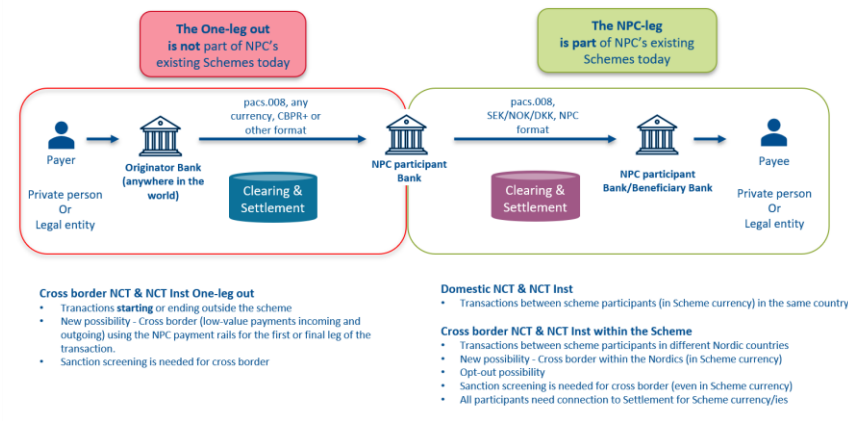 The One-leg out
is not part of NPC's
existing Schemes today
The NPC-leg
is part of NPC's existing
Schemes today
pacs.008, any
currency, CBPR+ or
other format
pacs.008,
SEK/NOK/DKK, NPC
format
Payer
Originator Bank
(anywhere in the
world)
NPC participant
Bank
NPC participant
Bank/Beneficiary Bank
Payee
Private person
Or
Legal entity
Clearing &
Settlement
Clearing &
Settlement
Private person
Or
Legal entity
Cross border NCT & NCT Inst One-leg out
• Tranactions starting or ending outside the scheme
• New possibility - Cross border (low-value payments incoming and
outgoing) using the NPC payment rails for the first or final leg of the
transaction.
• Sanction screening is needed for cross border
Domestic NCT & NCT Inst
• Transactions between scheme participants (in Scheme currency) in the same country
Cross border NCT & NCT Inst within the Scheme
• Transactions between scheme participants in different Nordic countries
• New possibility - Cross border within the Nordics (in Scheme currency)
• Opt-out possibility
• Sanction screening is needed for cross border (even in Scheme currency)
• All participants need connection to Settlement for Scheme currency/ies